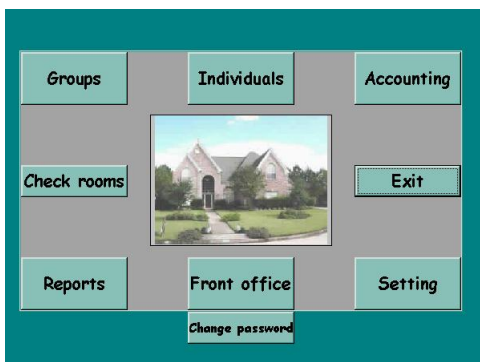 Groups
Individuals
Accounting
Check rooms
Exit
Reports
Front office
Setting
Change password